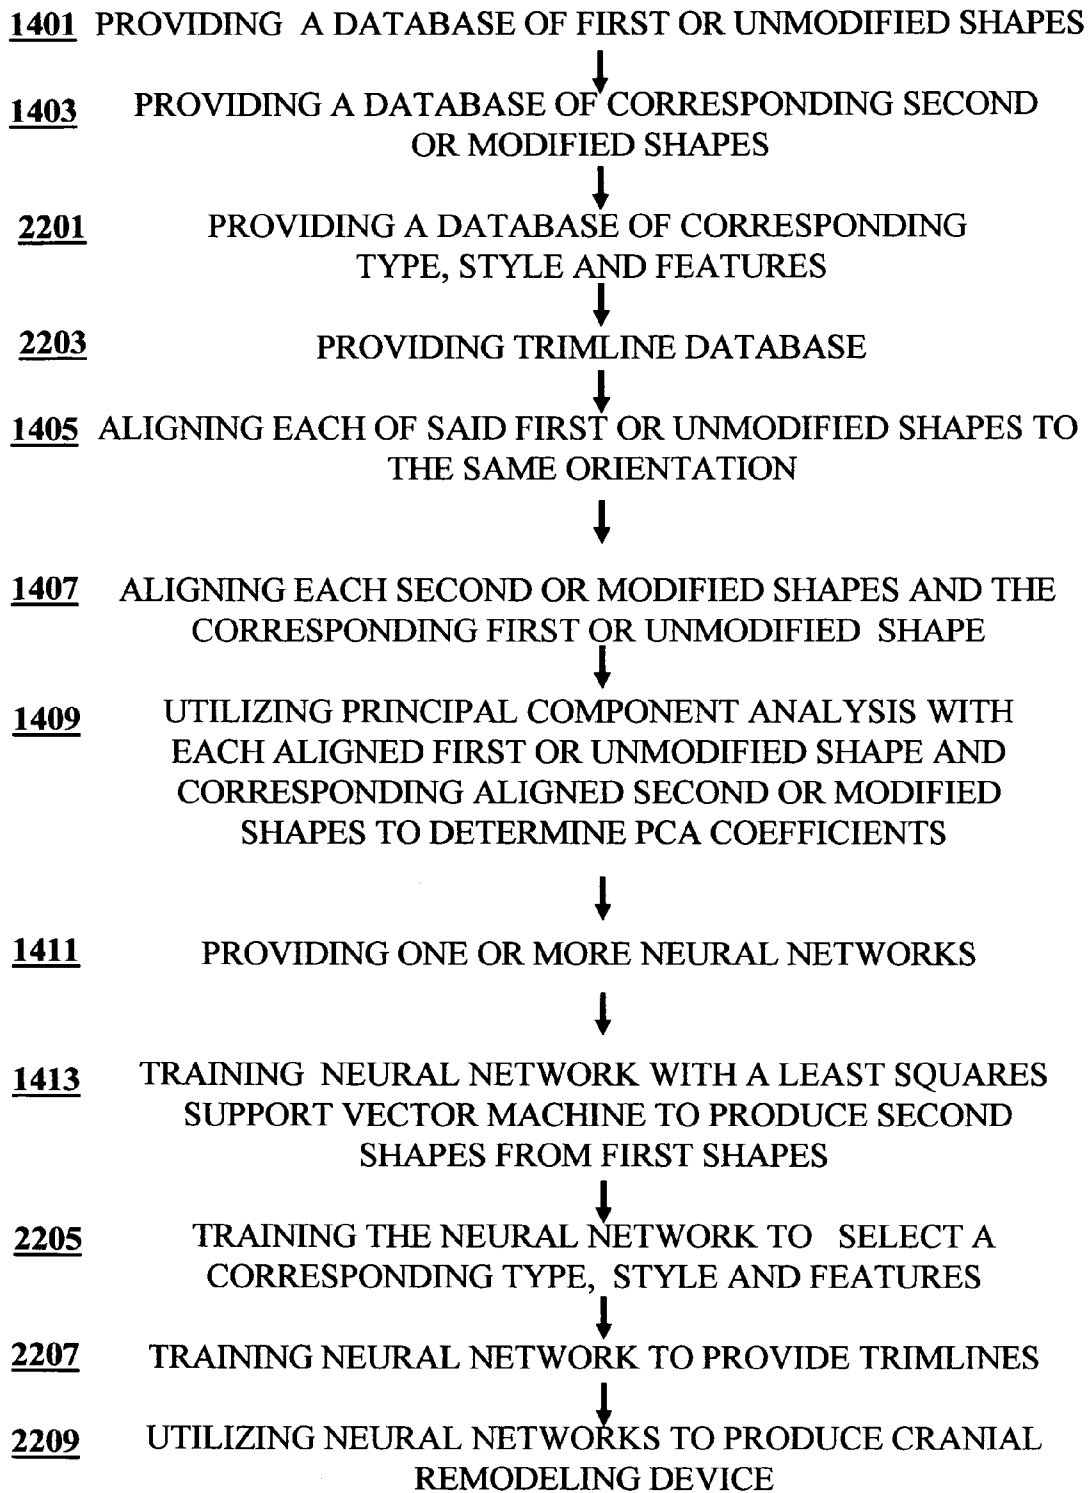 1401 PROVIDING A DATABASE OF FIRST OR UNMODIFIED SHAPES
1403 PROVIDING A DATABASE OF CORRESPONDING SECOND
OR MODIFIED SHAPES
2201 PROVIDING A DATABASE OF CORRESPONDING
TYPE, STYLE AND FEATURES
2203 PROVIDING TRIMLINE DATABASE
1405 ALIGNING EACH OF SAID FIRST OR UNMODIFIED SHAPES TO
THE SAME ORIENTATION
1407 ALIGNING EACH SECOND OR MODIFIED SHAPES AND THE
CORRESPONDING FIRST OR UNMODIFIED SHAPE
1409 UTILIZING PRINCIPAL COMPONENT ANALYSIS WITH
EACH ALIGNED FIRST OR UNMODIFIED SHAPE AND
CORRESPONDING ALIGNED SECOND OR MODIFIED
SHAPES TO DETERMINE PCA COEFFICIENTS
1411 PROVIDING ONE OR MORE NEURAL NETWORKS
1413 TRAINING NEURAL NETWORK WITH A LEAST SQUARES
SUPPORT VECTOR MACHINE TO PRODUCE SECOND
SHAPES FROM FIRST SHAPES
2205 TRAINING THE NEURAL NETWORK TO SELECT A
CORRESPONDING TYPE, STYLE AND FEATURES
2207 TRAINING NEURAL NETWORK TO PROVIDE TRIMLINES
2209 UTILIZING NEURAL NETWORKS TO PRODUCE CRANIAL
REMODELING DEVICE